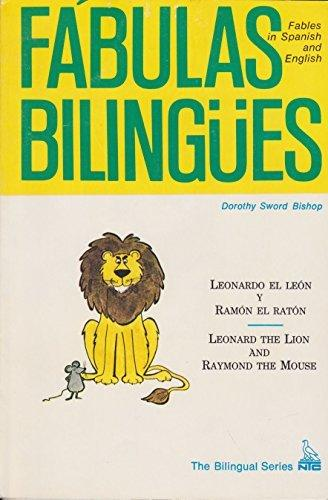 FÁBULAS
BILINGÜES
Fables
in Spanish
and
English
Dorothy Sword Bishop
LEONARDO EL LEÓN
Y
RAMÓN EL RATÓN
LEONARD THE LION
AND
RAYMOND THE MOUSE
The Bilingual Series
NTC